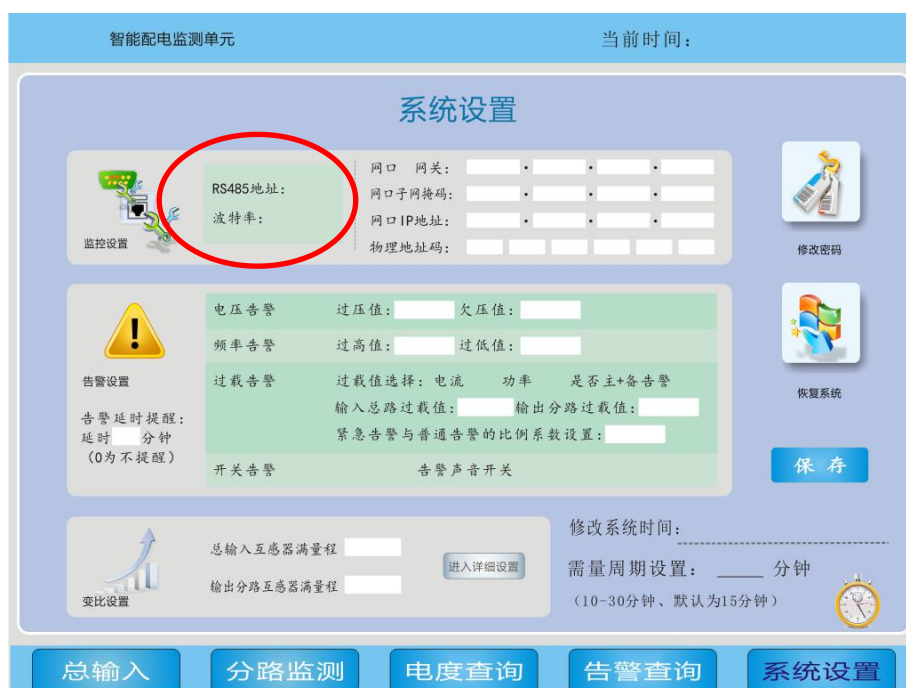 智能配电监测单元 当前时间：
系统设置
RS485地址：
波特率：
监控设置
网口 网关：
网口子网掩码：
网口IP地址：
物理地址码：
修改密码
电压告警 过压值： 欠压值：
频率告警 过高值： 过低值：
过载告警 过载值选择：电流 功率 是否主+备告警
输入总路过载值： 输出分路过载值：
紧急告警与普通告警的比例系数设置：
开关告警 告警声音开关
告警设置
告警延时提醒：
延时 分钟
（0为不提醒）
恢复系统
保存
总输入互感器满量程
输出分路互感器满量程
进入详细设置
变比设置
修改系统时间：
需量周期设置： 分钟
（10-30分钟、默认为15分钟）
总输入 分路监测 电度查询 告警查询 系统设置